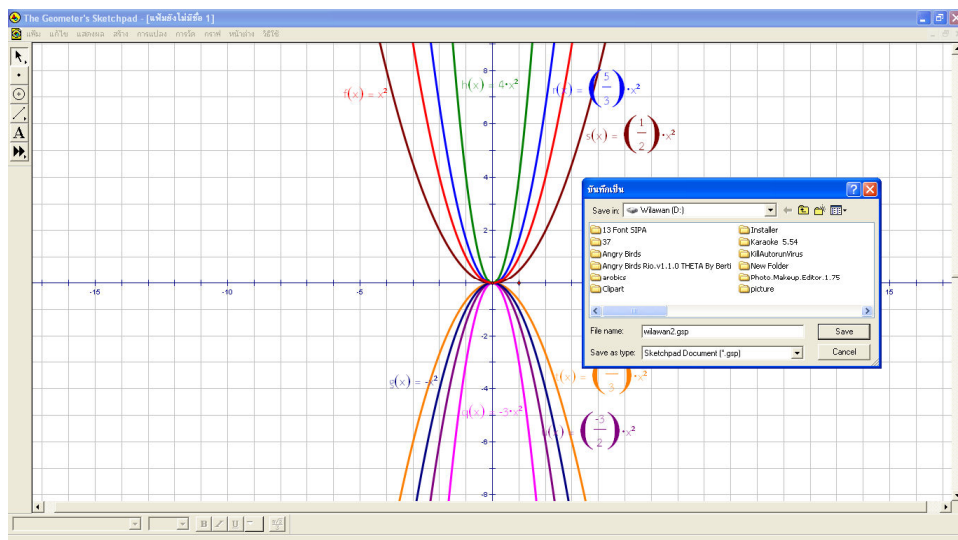 The Geometer's Sketchpad - [แฟ้มยังไม่มีชื่อ 1]
แฟ้ม แก้ไข แสดงผล สร้าง การแปลง การวัด กราฟ หน้าต่าง วิธีใช้
A
f(x) = x²
h(x) = 4·x²
r(x) = (5/3)·x²
s(x) = (1/2)·x²
8
6
4
2
-15
-10
-5
15
-2
-4
-6
-8
g(x) = -x²
q(x) = -3·x²
(x) = ( /3)·x²
(x) = (-3/2)·x²
บันทึกเป็น
Save in: Wilawan (D:)
13 Font SIPA
37
Angry Birds
Angry Birds Rio.v1.1.0 THETA By Berti
arobics
Clipart
Installer
Karaoke 5.54
KillAutorunVirus
New Folder
Photo.Makeup.Editor.1.75
picture
File name: wilawan2.gsp Save
Save as type: Sketchpad Document (*.gsp) Cancel
B I U